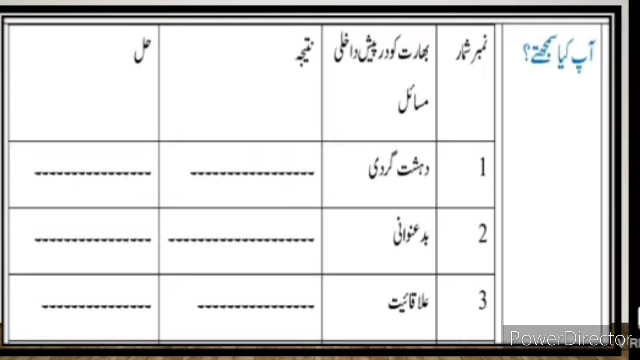 آپ کیا سمجھتے؟
نمبر شمار	بھارت کو درپیش داخلی مسائل	نتیجہ	حل
1	دہشت گردی	----------------	---------------
2	بدعنوانی	-------------------	---------------
3	علاقائیت	---------------	--------------
PowerDirector